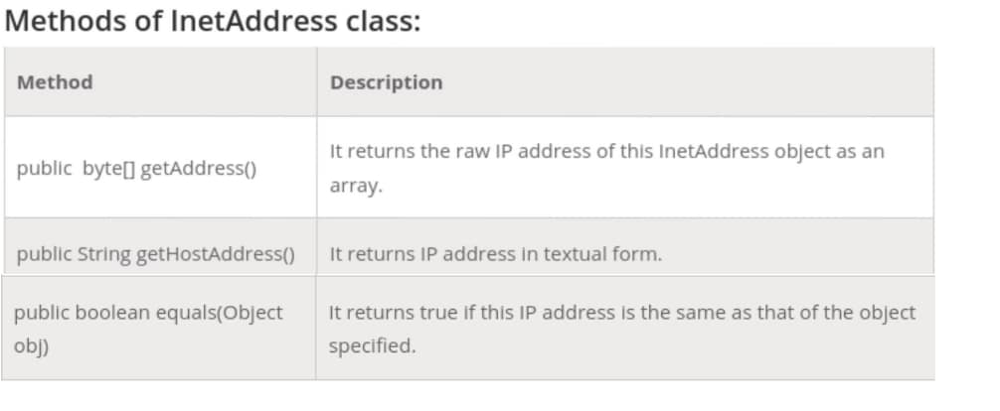 Methods of InetAddress class:
Method Description
public byte[] getAddress() It returns the raw IP address of this InetAddress object as an
array.
public String getHostAddress() It returns IP address in textual form.
public boolean equals(Object It returns true if this IP address is the same as that of the object
obj) specified.